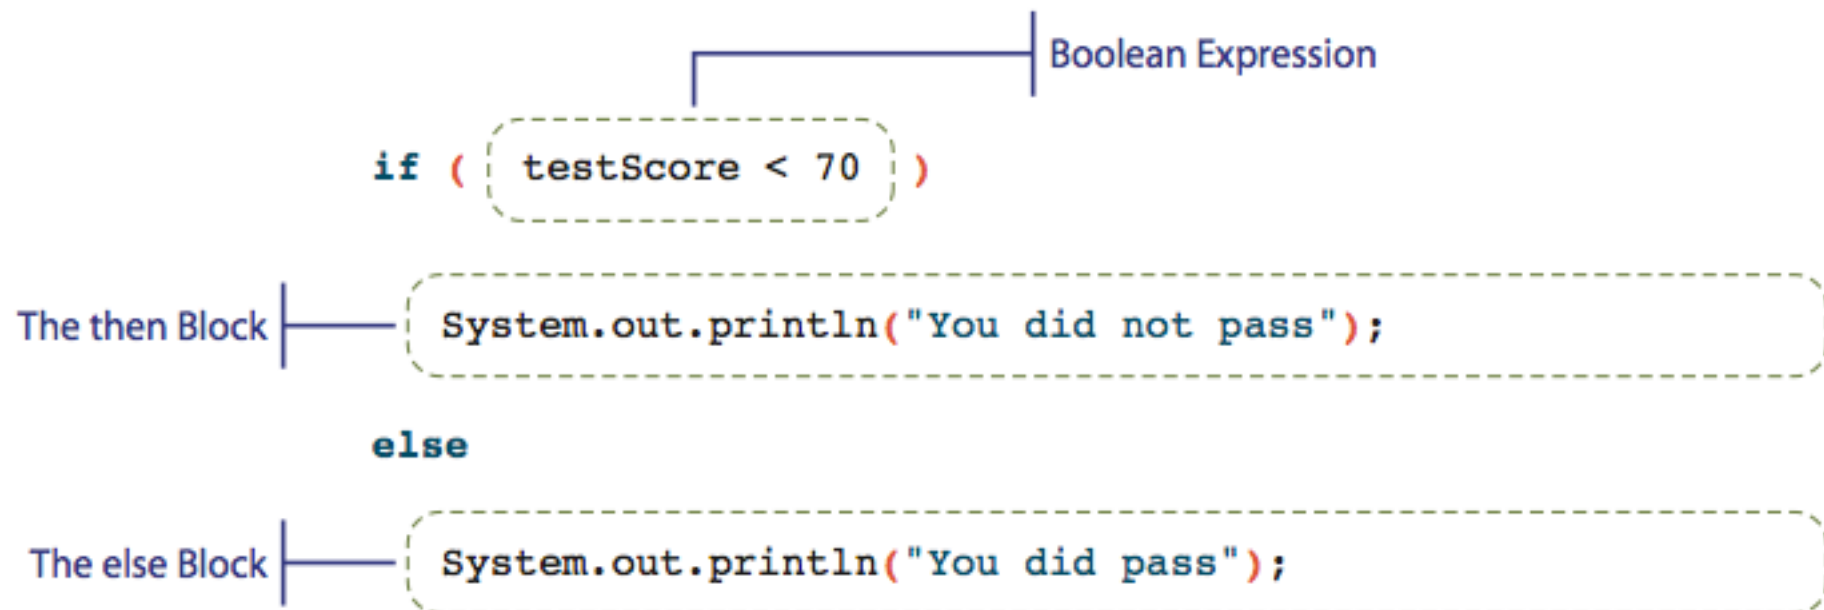 Boolean Expression
if ( testScore < 70 )
The then Block System.out.println("You did not pass");
else
The else Block System.out.println("You did pass");